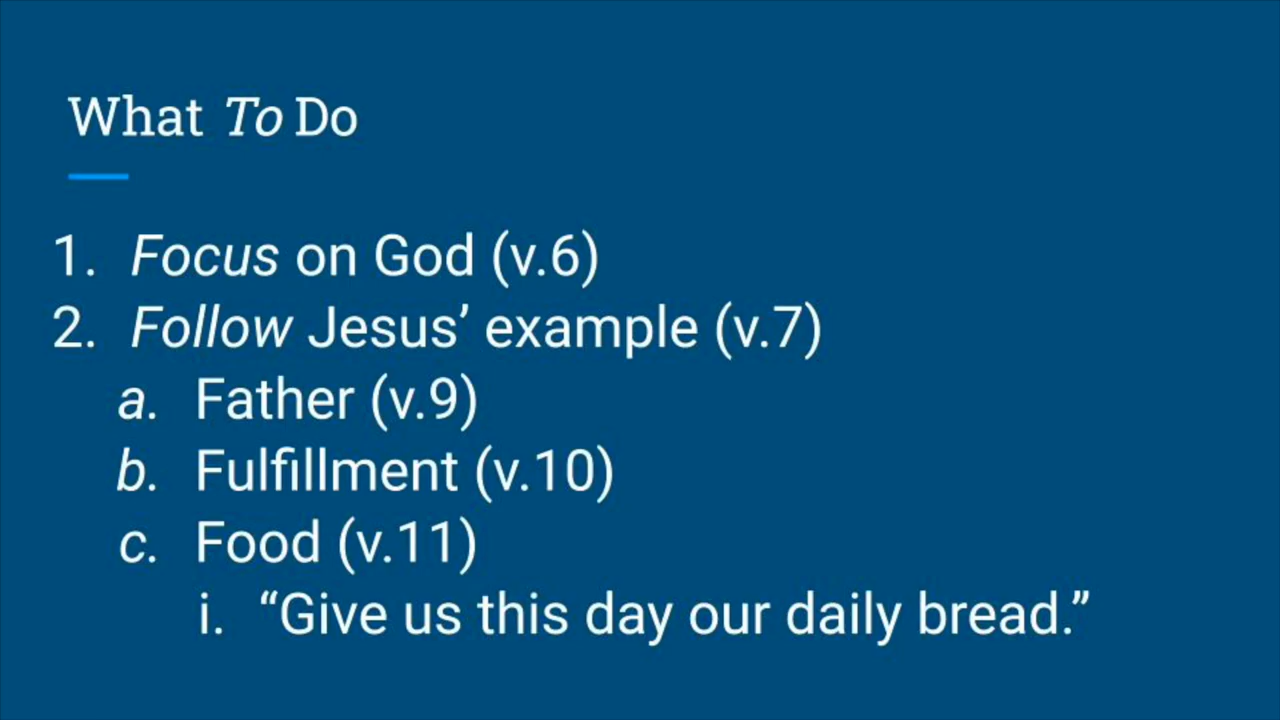 What To Do
1. Focus on God (v.6)
2. Follow Jesus’ example (v.7)
a. Father (v.9)
b. Fulfillment (v.10)
c. Food (v.11)
i. “Give us this day our daily bread.”